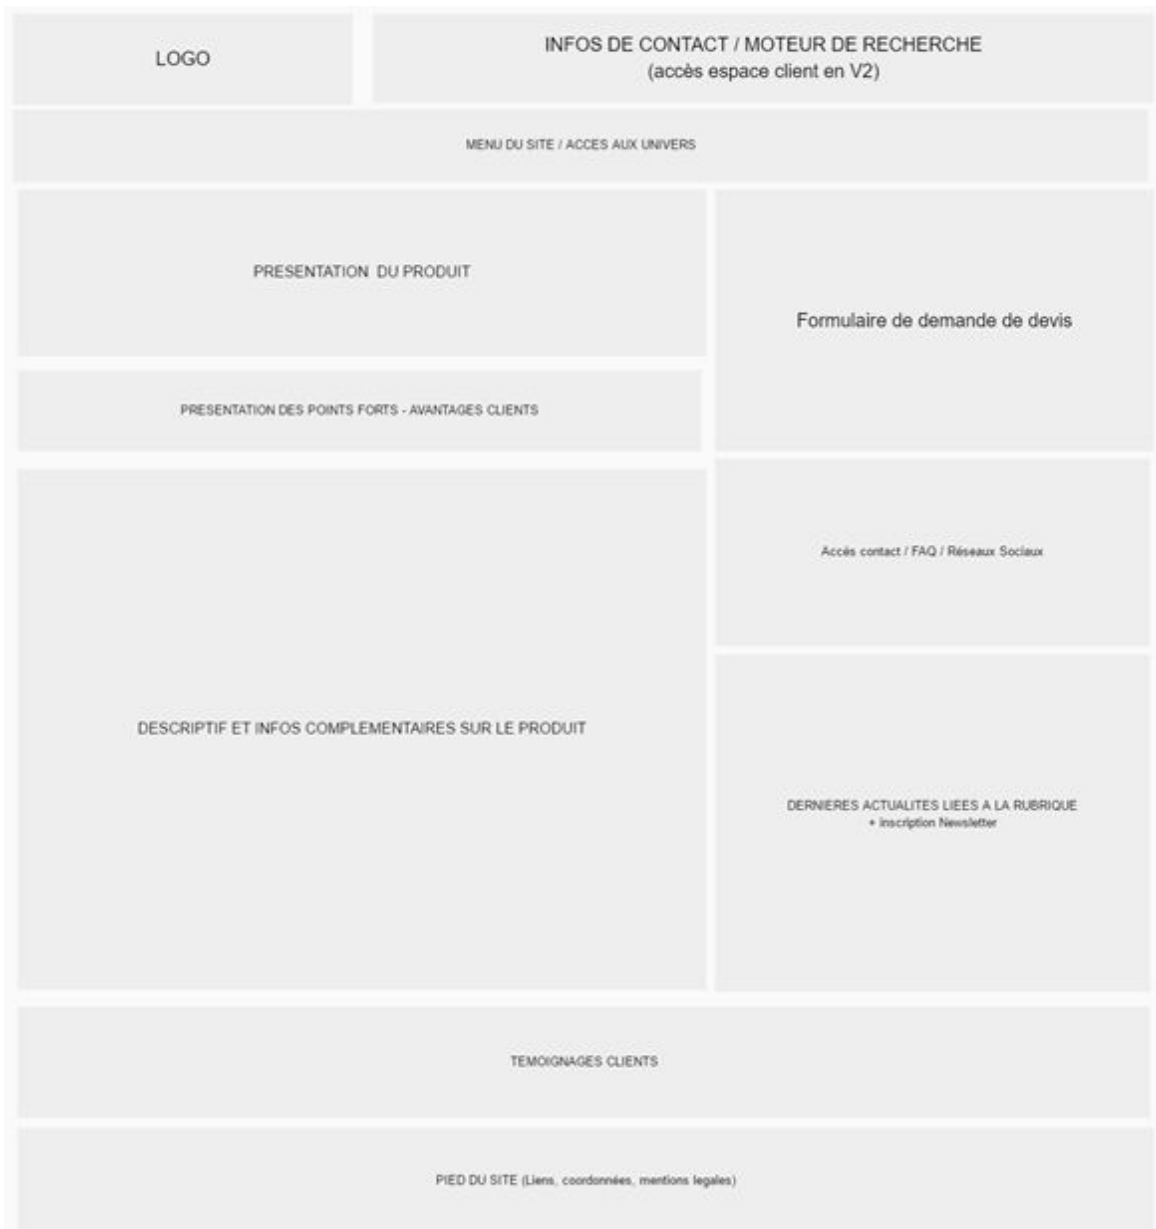 LOGO
INFOS DE CONTACT / MOTEUR DE RECHERCHE
(accès espace client en V2)
MENU DU SITE / ACCES AUX UNIVERS
PRESENTATION DU PRODUIT
Formulaire de demande de devis
PRESENTATION DES POINTS FORTS - AVANTAGES CLIENTS
Accés contact / FAQ / Réseaux Sociaux
DESCRIPTIF ET INFOS COMPLEMENTAIRES SUR LE PRODUIT
DERNIERES ACTUALITES LIEES A LA RUBRIQUE
+ inscription Newsletter
TEMOIGNAGES CLIENTS
PIED DU SITE (Liens, coordonnées, mentions legales)